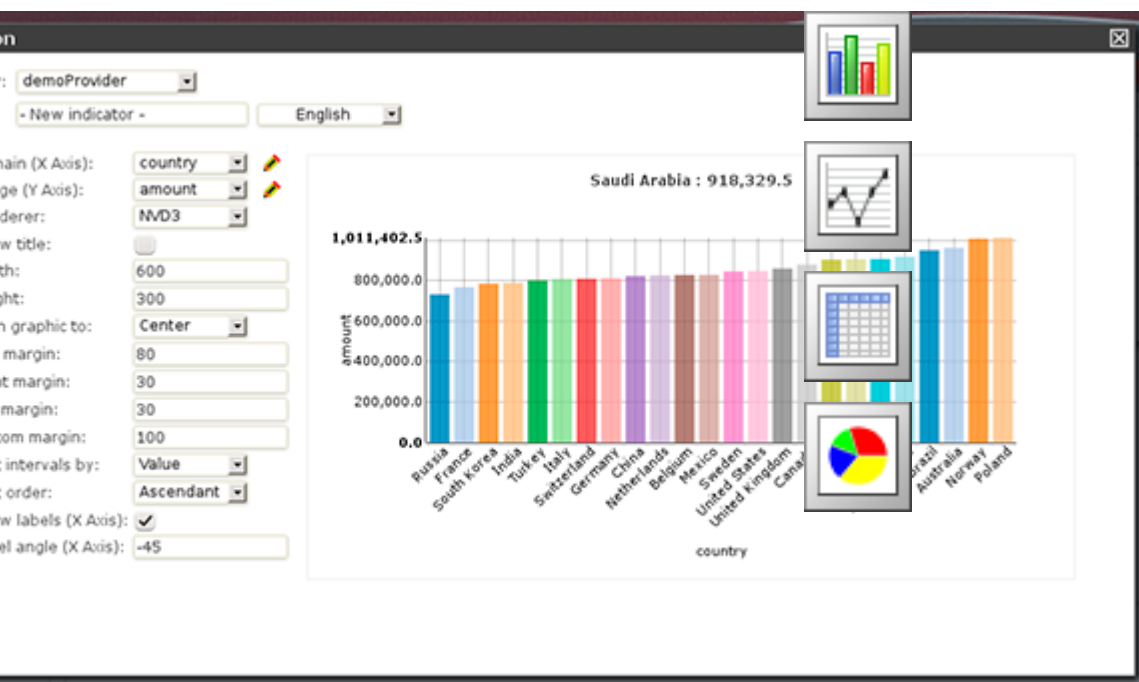 on
: demoProvider
- New indicator - English
nain (X Axis): country
ge (Y Axis): amount
derer: NVD3
w title:
th: 600
ght: 300
n graphic to: Center
margin: 80
t margin: 30
margin: 30
tom margin: 100
t intervals by: Value
t order: Ascendant
w labels (X Axis):
el angle (X Axis): -45
Saudi Arabia : 918,329.5
1,011,402.5
800,000.0
600,000.0
400,000.0
200,000.0
0.0
amount
Russia
France
South Korea
India
Turkey
Italy
Switzerland
Germany
China
Netherlands
Belgium
Mexico
Sweden
United States
United Kingdom
Canad
razil
Australia
Norway
Poland
country